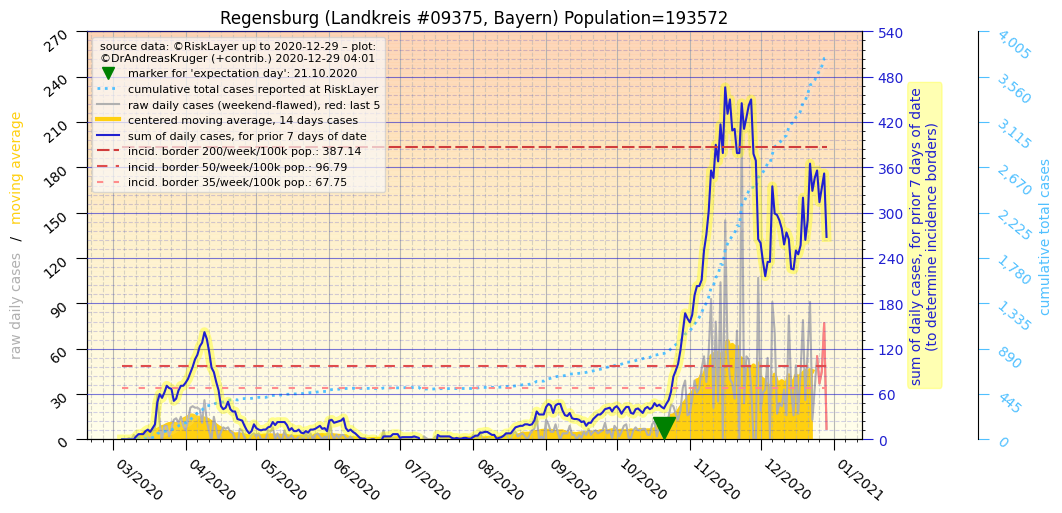 Regensburg (Landkreis #09375, Bayern) Population=193572
source data: ©RiskLayer up to 2020-12-29 – plot:
©DrAndreasKruger (+contrib.) 2020-12-29 04:01
marker for 'expectation day': 21.10.2020
cumulative total cases reported at RiskLayer
raw daily cases (weekend-flawed), red: last 5
centered moving average, 14 days cases
sum of daily cases, for prior 7 days of date
incid. border 200/week/100k pop.: 387.14
incid. border 50/week/100k pop.: 96.79
incid. border 35/week/100k pop.: 67.75
raw daily cases / moving average
270
240
210
180
150
120
90
60
30
0
03/2020
04/2020
05/2020
06/2020
07/2020
08/2020
09/2020
10/2020
11/2020
12/2020
01/2021
540
480
420
360
300
240
180
120
60
0
sum of daily cases, for prior 7 days of date
(to determine incidence borders)
4,005
3,560
3,115
2,670
2,225
1,780
1,335
890
445
0
cumulative total cases